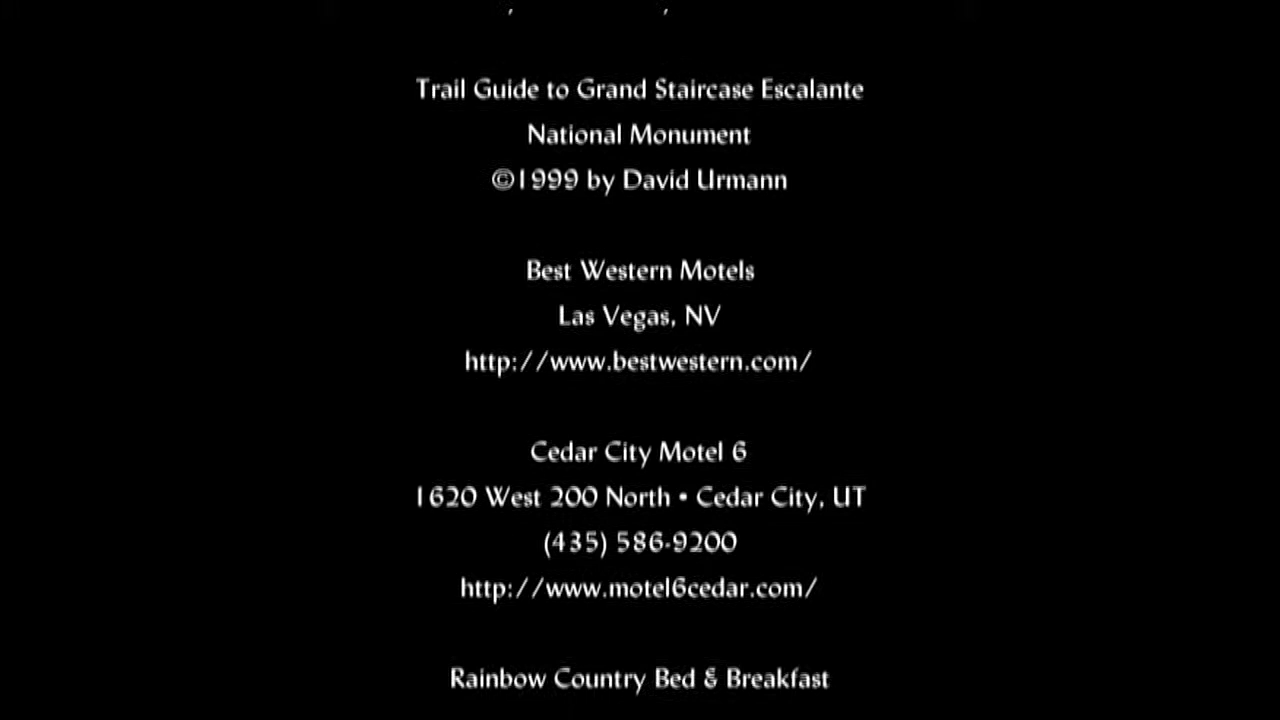 Trail Guide to Grand Staircase Escalante
National Monument
©1999 by David Urmann
Best Western Motels
Las Vegas, NV
http://www.bestwestern.com/
Cedar City Motel 6
1620 West 200 North • Cedar City, UT
(435) 586-9200
http://www.motel6cedar.com/
Rainbow Country Bed & Breakfast